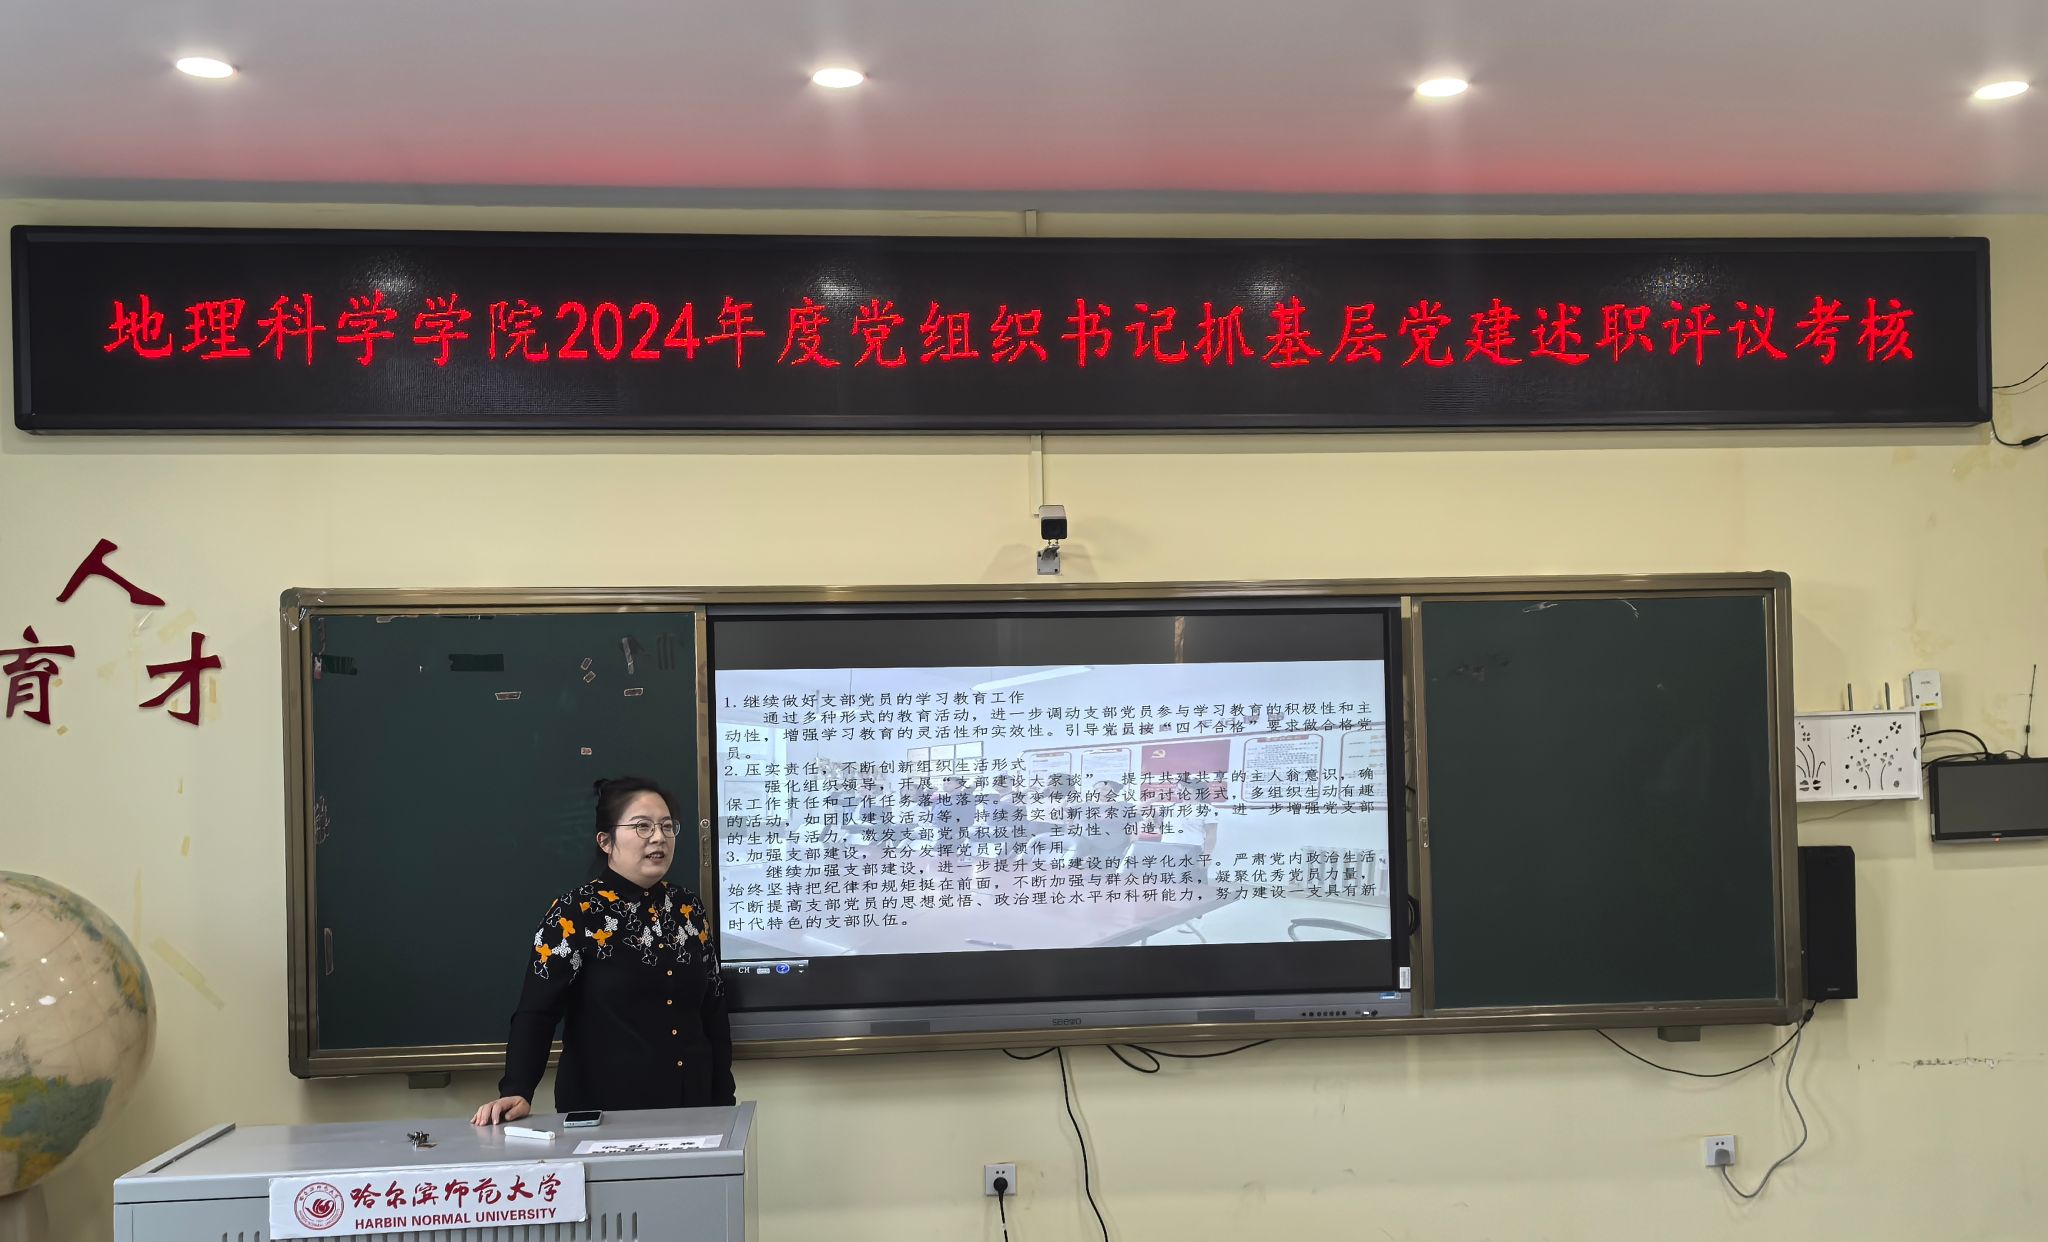 地理科学学院2024年度党组织书记抓基层党建述职评议考核
人
育 才
1. 继续做好支部党员的学习教育工作
通过多种形式的教育活动，进一步调动支部党员参与学习教育的积极性和主
动性，增强学习教育的灵活性和实效性。引导党员按“四个合格”要求做合格党
员。
2. 压实责任，不断创新组织生活形式
强化组织领导，开展“支部建设大家谈”，提升共建共享的主人翁意识，确
保工作责任和工作任务落地落实。改变传统的会议和讨论形式，多组织生动有趣
的活动，如团队建设活动等，持续务实创新探索活动新形势，进一步增强党支部
的生机与活力，激发支部党员积极性、主动性、创造性。
3. 加强支部建设，充分发挥党员引领作用
继续加强支部建设，进一步提升支部建设的科学化水平。严肃党内政治生活，
始终坚持把纪律和规矩挺在前面，不断加强与群众的联系，凝聚优秀党员力量，
不断提高支部党员的思想觉悟、政治理论水平和科研能力，努力建设一支具有新
时代特色的支部队伍。
CH
seewo
哈尔滨师范大学
HARBIN NORMAL UNIVERSITY